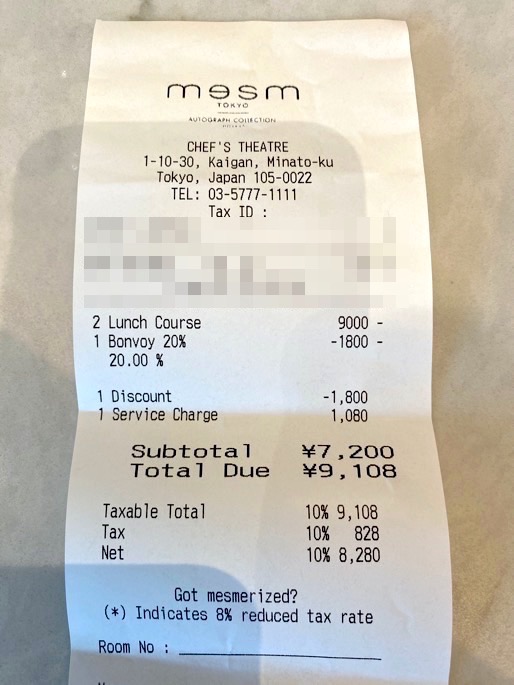 mesm
TOKYO
AUTOGRAPH COLLECTION
CHEF'S THEATRE
1-10-30, Kaigan, Minato-ku
Tokyo, Japan 105-0022
TEL: 03-5777-1111
Tax ID :
2 Lunch Course 9000 -
1 Bonvoy 20% -1800 -
20.00 %
1 Discount -1,800
1 Service Charge 1,080
Subtotal ¥7,200
Total Due ¥9,108
Taxable Total 10% 9,108
Tax 10% 828
Net 10% 8,280
Got mesmerized?
(*) Indicates 8% reduced tax rate
Room No :